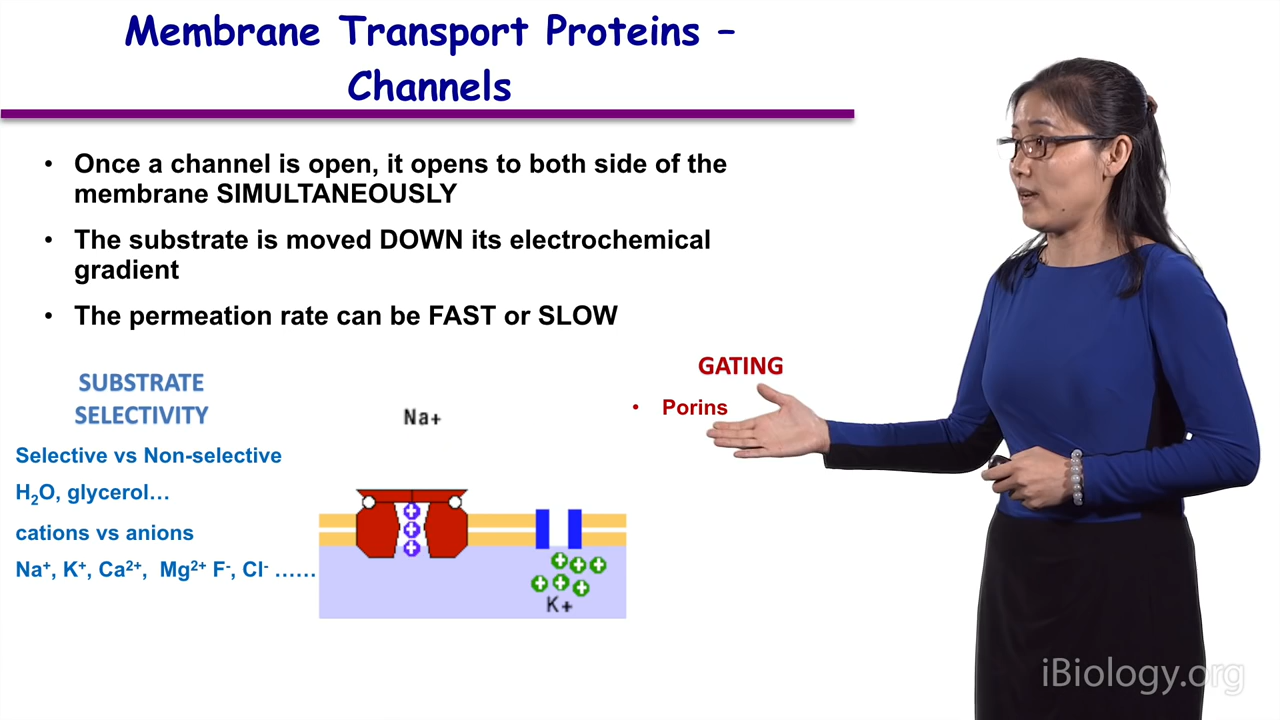 Membrane Transport Proteins –
Channels
• Once a channel is open, it opens to both side of the
membrane SIMULTANEOUSLY
• The substrate is moved DOWN its electrochemical
gradient
• The permeation rate can be FAST or SLOW
SUBSTRATE
SELECTIVITY
Selective vs Non-selective
H₂O, glycerol…
cations vs anions
Na⁺, K⁺, Ca²⁺, Mg²⁺ F⁻, Cl⁻ ……
Na+
K+
GATING
• Porins
iBiology.org